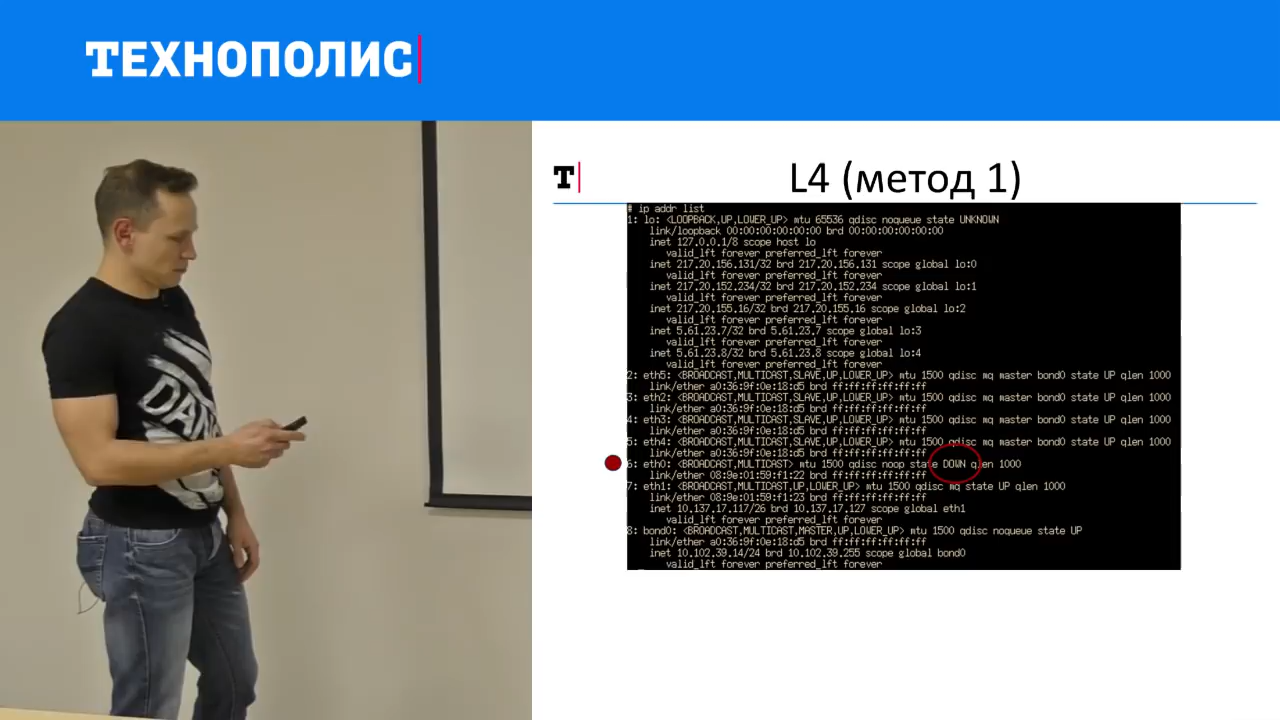 ТЕХНОПОЛИС
T
L4 (метод 1)
# ip addr list
1: lo: <LOOPBACK,UP,LOWER_UP> mtu 65536 qdisc noqueue state UNKNOWN
link/loopback 00:00:00:00:00:00 brd 00:00:00:00:00:00
inet 127.0.0.1/8 scope host lo
valid_lft forever preferred_lft forever
inet 217.20.156.131/32 brd 217.20.156.131 scope global lo:0
valid_lft forever preferred_lft forever
inet 217.20.152.234/32 brd 217.20.152.234 scope global lo:1
valid_lft forever preferred_lft forever
inet 217.20.155.16/32 brd 217.20.155.16 scope global lo:2
valid_lft forever preferred_lft forever
inet 5.61.23.7/32 brd 5.61.23.7 scope global lo:3
valid_lft forever preferred_lft forever
inet 5.61.23.8/32 brd 5.61.23.8 scope global lo:4
valid_lft forever preferred_lft forever
2: eth5: <BROADCAST,MULTICAST,SLAVE,UP,LOWER_UP> mtu 1500 qdisc mq master bond0 state UP qlen 1000
link/ether a0:36:9f:0e:18:d5 brd ff:ff:ff:ff:ff:ff
3: eth2: <BROADCAST,MULTICAST,SLAVE,UP,LOWER_UP> mtu 1500 qdisc mq master bond0 state UP qlen 1000
link/ether a0:36:9f:0e:18:d5 brd ff:ff:ff:ff:ff:ff
4: eth3: <BROADCAST,MULTICAST,SLAVE,UP,LOWER_UP> mtu 1500 qdisc mq master bond0 state UP qlen 1000
link/ether a0:36:9f:0e:18:d5 brd ff:ff:ff:ff:ff:ff
5: eth4: <BROADCAST,MULTICAST,SLAVE,UP,LOWER_UP> mtu 1500 qdisc mq master bond0 state UP qlen 1000
link/ether a0:36:9f:0e:18:d5 brd ff:ff:ff:ff:ff:ff
6: eth0: <BROADCAST,MULTICAST> mtu 1500 qdisc noop state DOWN qlen 1000
link/ether 08:9e:01:59:f1:22 brd ff:ff:ff:ff:ff:ff
7: eth1: <BROADCAST,MULTICAST,UP,LOWER_UP> mtu 1500 qdisc mq state UP qlen 1000
link/ether 08:9e:01:59:f1:23 brd ff:ff:ff:ff:ff:ff
inet 10.137.17.117/26 brd 10.137.17.127 scope global eth1
valid_lft forever preferred_lft forever
8: bond0: <BROADCAST,MULTICAST,MASTER,UP,LOWER_UP> mtu 1500 qdisc noqueue state UP
link/ether a0:36:9f:0e:18:d5 brd ff:ff:ff:ff:ff:ff
inet 10.102.39.14/24 brd 10.102.39.255 scope global bond0
valid_lft forever preferred_lft forever